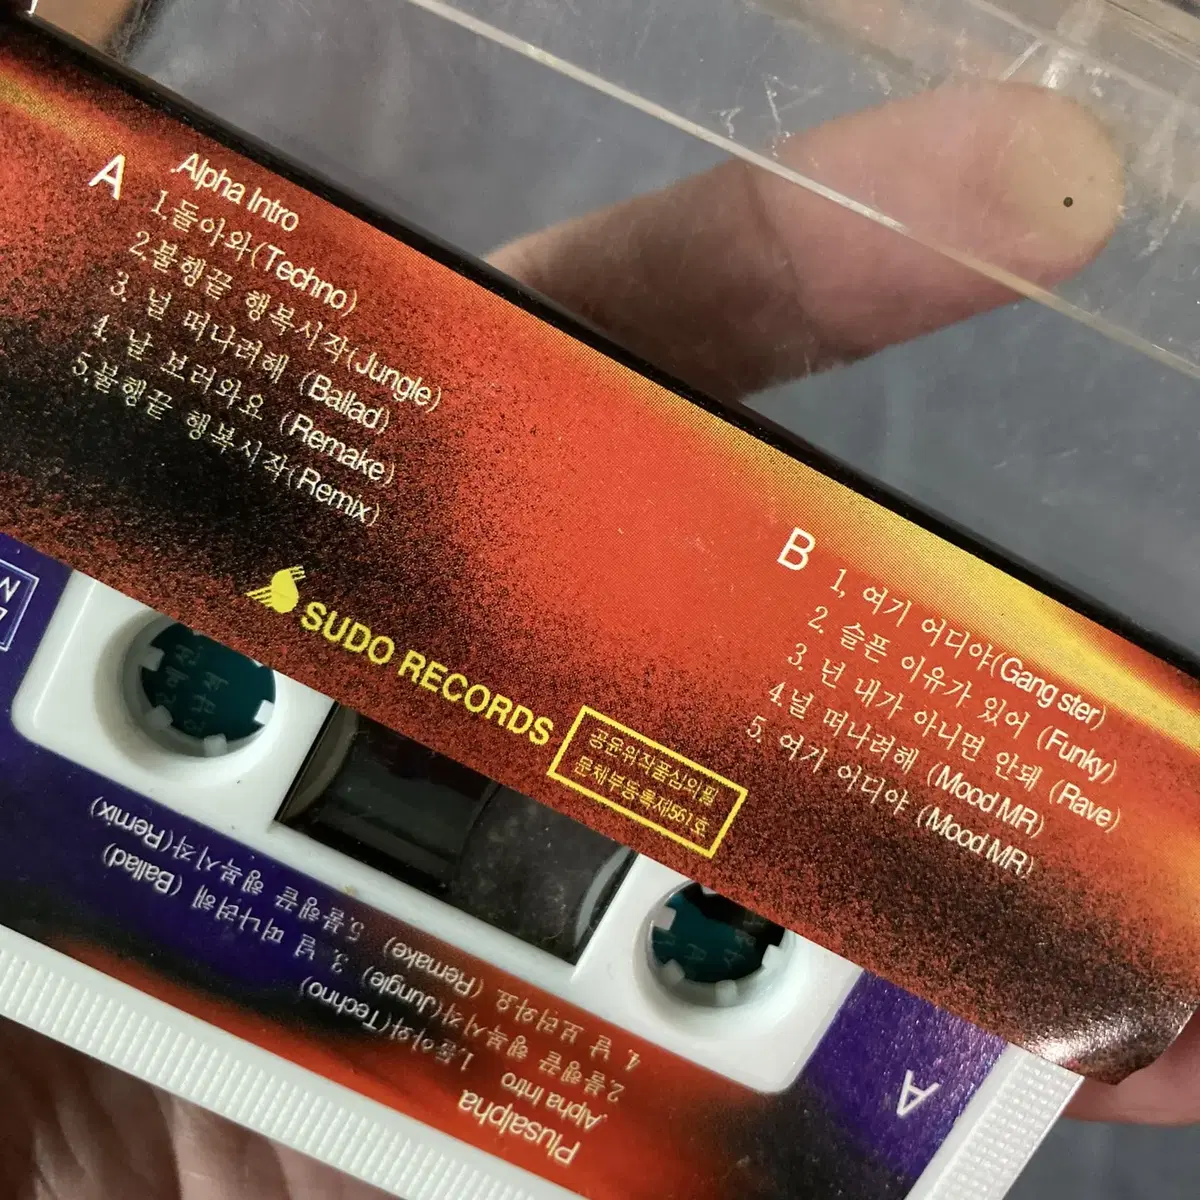 A
Alpha Intro
1.돌아와(Techno)
2.불행끝 행복시작(Jungle)
3. 널 떠나려해 (Ballad)
4. 날 보러와요 (Remake)
5.불행끝 행복시작(Remix)
SUDO RECORDS
공윤위작품심의필
문체부등록제561호
B
1, 여기 어디야(Gang ster)
2. 슬픈 이유가 있어 (Funky)
3. 넌 내가 아니면 안돼 (Rave)
4.널 떠나려해 (Mood MR)
5. 여기 어디야 (Mood MR)
A
Plusalpha
Alpha Intro
1.돌아와(Techno)
2.불행끝 행복시작(Jungle) 3. 널 떠나려해 (Ballad)
4. 날 보러와요 (Remake) 5.불행끝 행복시작(Remix)